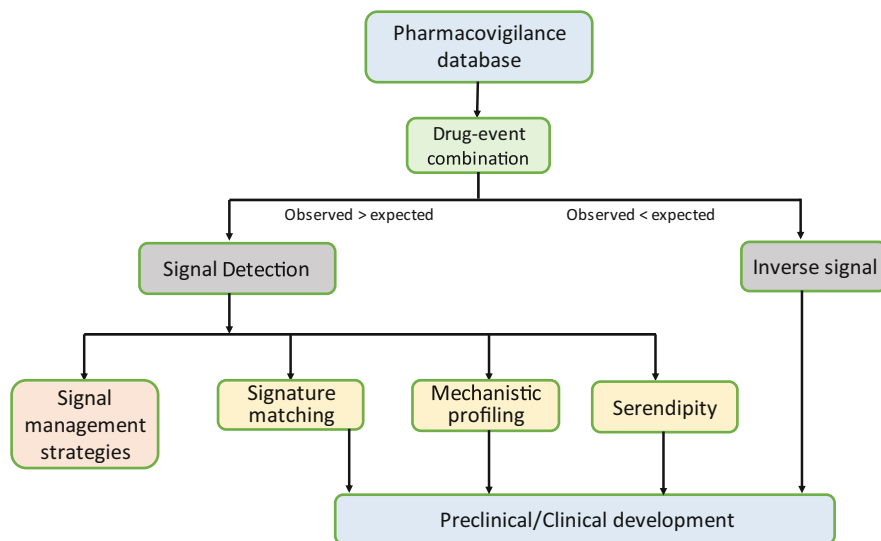 Pharmacovigilance
database
Drug-event
combination
Observed > expected
Observed < expected
Signal Detection
Inverse signal
Signal
management
strategies
Signature
matching
Mechanistic
profiling
Serendipity
Preclinical/Clinical development